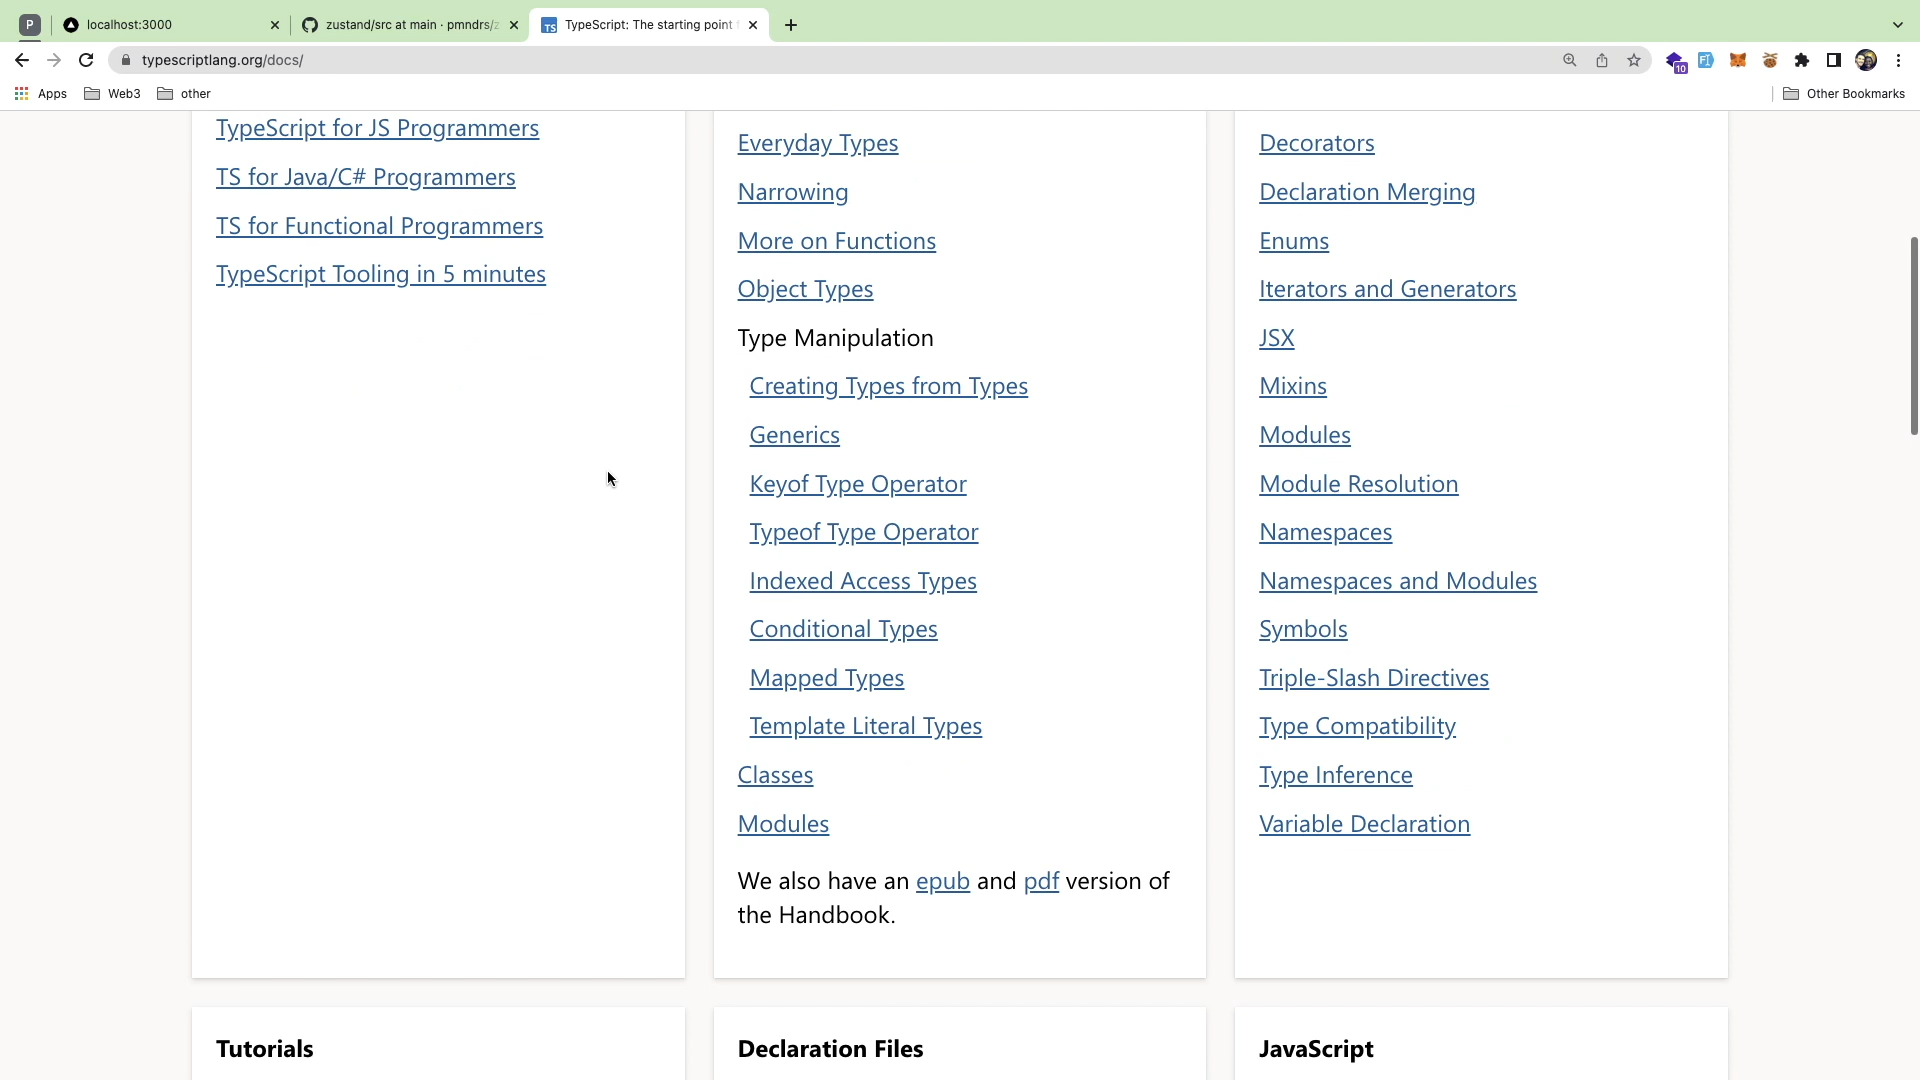 P
localhost:3000
zustand/src at main · pmndrs/z
TS
TypeScript: The starting point
typescriptlang.org/docs/
10
Apps
Web3
other
Other Bookmarks
TypeScript for JS Programmers
TS for Java/C# Programmers
TS for Functional Programmers
TypeScript Tooling in 5 minutes
Everyday Types
Narrowing
More on Functions
Object Types
Type Manipulation
Creating Types from Types
Generics
Keyof Type Operator
Typeof Type Operator
Indexed Access Types
Conditional Types
Mapped Types
Template Literal Types
Classes
Modules
We also have an epub and pdf version of
the Handbook.
Decorators
Declaration Merging
Enums
Iterators and Generators
JSX
Mixins
Modules
Module Resolution
Namespaces
Namespaces and Modules
Symbols
Triple-Slash Directives
Type Compatibility
Type Inference
Variable Declaration
Tutorials
Declaration Files
JavaScript